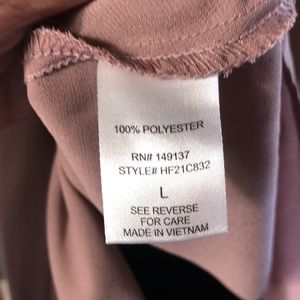 100% POLYESTER
RN# 149137
STYLE# HF21C832
L
SEE REVERSE
FOR CARE
MADE IN VIETNAM